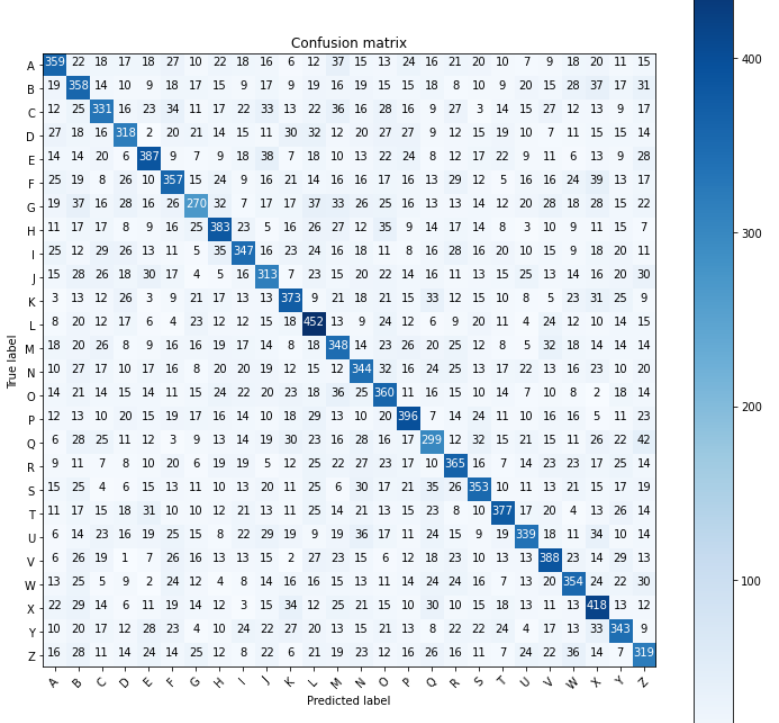 Confusion matrix
A 359 22 18 17 18 27 10 22 18 16 6 12 37 15 13 24 16 21 20 10 7 9 18 20 11 15
B 19 358 14 10 9 18 17 15 9 17 9 19 16 19 15 15 18 8 10 9 20 15 28 37 17 31
C 12 25 331 16 23 34 11 17 22 33 13 22 36 16 28 16 9 27 3 14 15 27 12 13 9 17
D 27 18 16 318 2 20 21 14 15 11 30 32 12 20 27 27 9 12 15 19 10 7 11 15 15 14
E 14 14 20 6 387 9 7 9 18 38 7 18 10 13 22 24 8 12 17 22 9 11 6 13 9 28
F 25 19 8 26 10 357 15 24 9 16 21 14 16 16 17 16 13 29 12 5 16 16 24 39 13 17
G 19 37 16 28 16 26 270 32 7 17 17 37 33 26 25 16 13 13 14 12 20 28 18 28 15 22
H 11 17 17 8 9 16 25 383 23 5 16 26 27 12 35 9 14 17 14 8 3 10 9 11 15 7
I 25 12 29 26 13 11 5 35 347 16 23 24 16 18 11 8 16 28 16 20 10 15 9 18 20 11
J 15 28 26 18 30 17 4 5 16 313 7 23 15 20 22 14 16 11 13 15 25 13 14 16 20 30
K 3 13 12 26 3 9 21 17 13 13 373 9 21 18 21 15 33 12 15 10 8 5 23 31 25 9
L 8 20 12 17 6 4 23 12 12 15 18 452 13 9 24 12 6 9 20 11 4 24 12 10 14 15
M 18 20 26 8 9 16 16 19 17 14 8 18 348 14 23 26 20 25 12 8 5 32 18 14 14 14
N 10 27 17 10 17 16 8 20 20 19 12 15 12 344 32 16 24 25 13 17 22 13 16 23 10 20
O 14 21 14 15 14 11 15 24 22 20 23 18 36 25 360 11 16 15 10 14 7 10 8 2 18 14
P 12 13 10 20 15 19 17 16 14 10 18 29 13 10 20 396 7 14 24 11 10 16 16 5 11 23
Q 6 28 25 11 12 3 9 13 14 19 30 23 16 28 16 17 299 12 32 15 21 15 11 26 22 42
R 9 11 7 8 10 20 6 19 19 5 12 25 22 27 23 17 10 365 16 7 14 23 23 17 25 14
S 15 25 4 6 15 13 11 10 13 20 11 25 6 30 17 21 35 26 353 10 11 13 21 15 17 19
T 11 17 15 18 31 10 10 12 21 13 11 25 14 21 13 15 23 8 10 377 17 20 4 13 26 14
U 6 14 23 16 19 25 15 8 22 29 19 9 19 36 17 11 24 15 9 19 339 18 11 34 10 14
V 6 26 19 1 7 26 16 13 13 15 2 27 23 15 6 12 18 23 10 13 13 388 23 14 29 13
W 13 25 5 9 2 24 12 4 8 14 16 16 15 13 11 14 24 24 16 7 13 20 354 24 22 30
X 22 29 14 6 11 19 14 12 3 15 34 12 25 21 15 10 30 10 15 18 13 11 13 418 13 12
Y 10 20 17 12 28 23 4 10 24 22 27 20 13 15 21 13 8 22 22 24 4 17 13 33 343 9
Z 16 28 11 14 24 14 25 12 8 22 6 21 19 23 12 16 26 16 11 7 24 22 36 14 7 319
A B C D E F G H I J K L M N O P Q R S T U V W X Y Z
Predicted label
True label
400
300
200
100